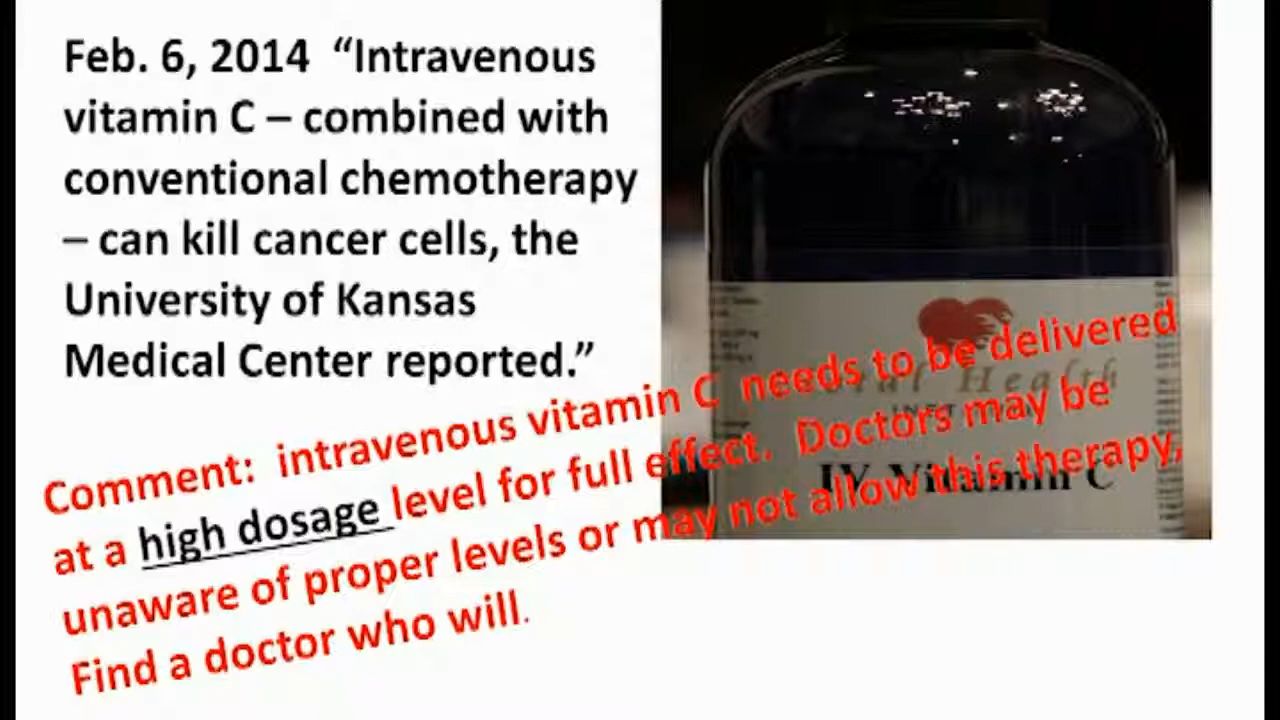 Feb. 6, 2014 “Intravenous
vitamin C – combined with
conventional chemotherapy
– can kill cancer cells, the
University of Kansas
Medical Center reported.”
Comment: intravenous vitamin C needs to be delivered
at a high dosage level for full effect. Doctors may be
unaware of proper levels or may not allow this therapy,
Find a doctor who will.
Health
IV Vitamin C